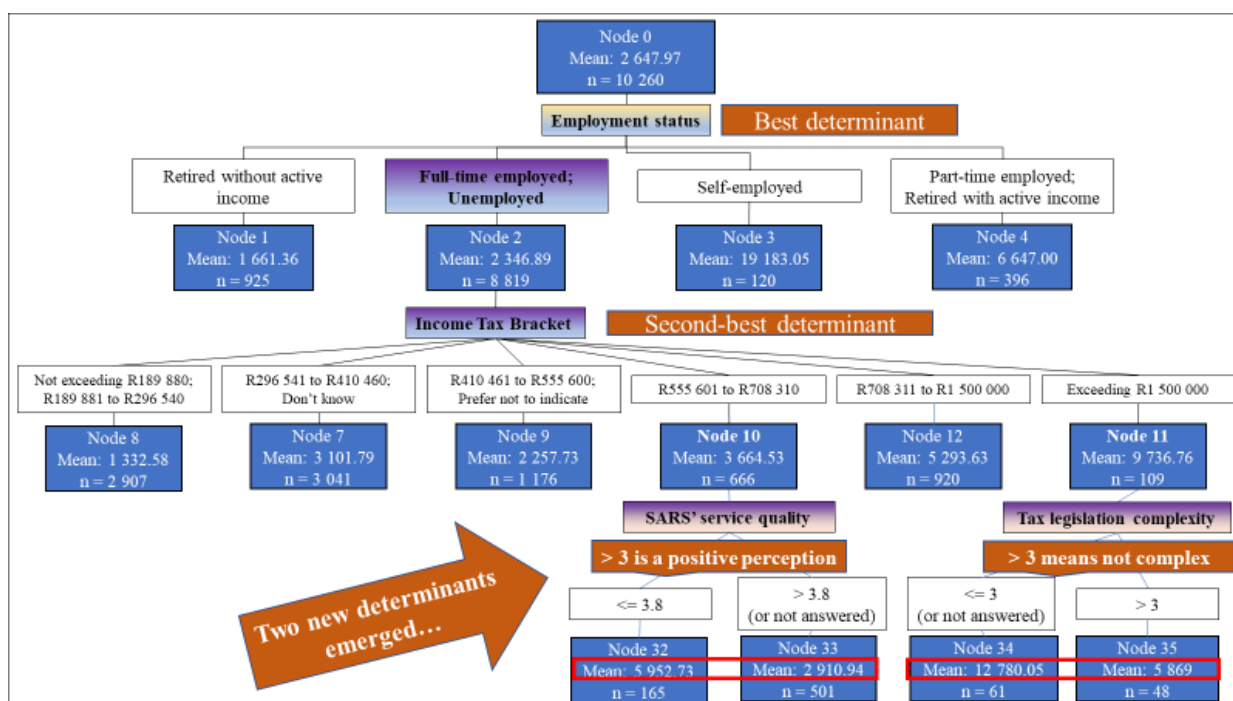 Node 0
Mean: 2 647.97
n = 10 260
Employment status
Best determinant
Retired without active
income
Full-time employed;
Unemployed
Self-employed
Part-time employed;
Retired with active income
Node 1
Mean: 1 661.36
n = 925
Node 2
Mean: 2 346.89
n = 8 819
Node 3
Mean: 19 183.05
n = 120
Node 4
Mean: 6 647.00
n = 396
Income Tax Bracket
Second-best determinant
Not exceeding R189 880;
R189 881 to R296 540
R296 541 to R410 460;
Don't know
R410 461 to R555 600;
Prefer not to indicate
R555 601 to R708 310
R708 311 to R1 500 000
Exceeding R1 500 000
Node 8
Mean: 1 332.58
n = 2 907
Node 7
Mean: 3 101.79
n = 3 041
Node 9
Mean: 2 257.73
n = 1 176
Node 10
Mean: 3 664.53
n = 666
Node 12
Mean: 5 293.63
n = 920
Node 11
Mean: 9 736.76
n = 109
SARS' service quality
Tax legislation complexity
> 3 is a positive perception
> 3 means not complex
Two new determinants
emerged…
<= 3.8
> 3.8
(or not answered)
<= 3
(or not answered)
> 3
Node 32
Mean: 5 952.73
n = 165
Node 33
Mean: 2 910.94
n = 501
Node 34
Mean: 12 780.05
n = 61
Node 35
Mean: 5 869
n = 48